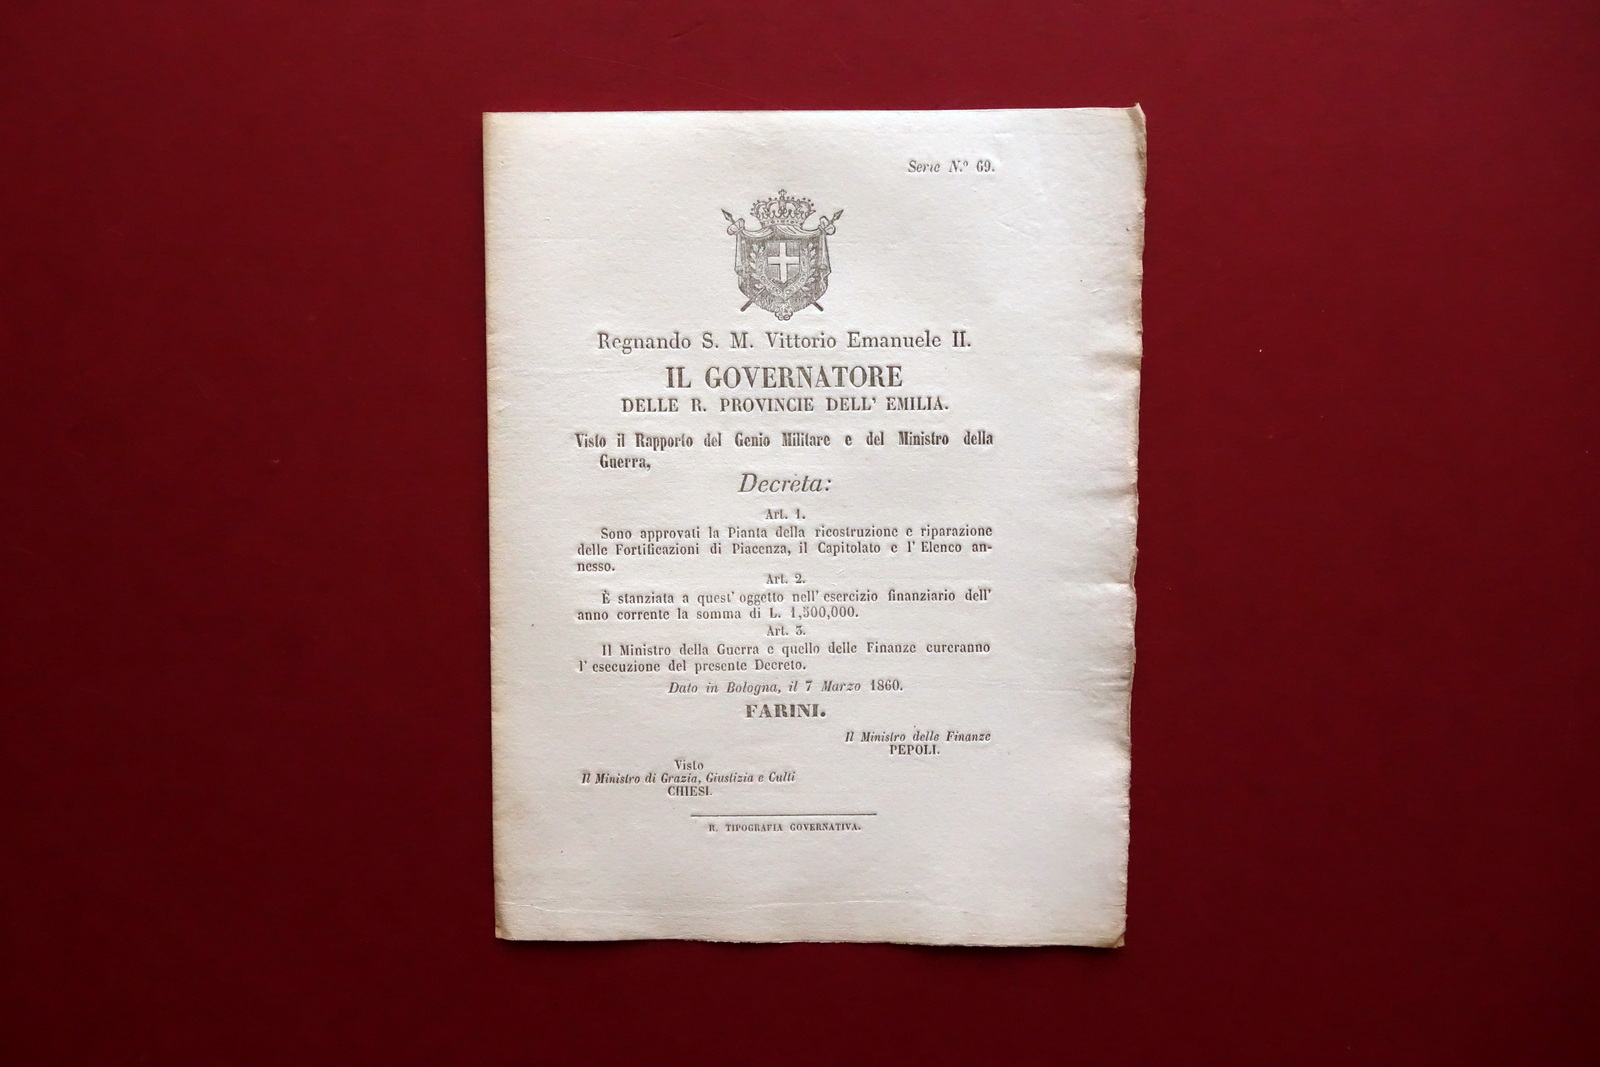 Serie N.º 69.
Regnando S. M. Vittorio Emanuele II.
IL GOVERNATORE
DELLE R. PROVINCIE DELL' EMILIA.
Visto il Rapporto del Genio Militare e del Ministro della
Guerra,
Decreta:
Art. 1.
Sono approvati la Pianta della ricostruzione e riparazione
delle Fortificazioni di Piacenza, il Capitolato e l' Elenco an-
nesso.
Art. 2.
È stanziata a quest' oggetto nell' esercizio finanziario dell'
anno corrente la somma di L. 1,500,000.
Art. 3.
Il Ministro della Guerra e quello delle Finanze cureranno
l' esecuzione del presente Decreto.
Dato in Bologna, il 7 Marzo 1860.
FARINI.
Il Ministro delle Finanze
PEPOLI.
Visto
Il Ministro di Grazia, Giustizia e Culti
CHIESI.
R. TIPOGRAFIA GOVERNATIVA.